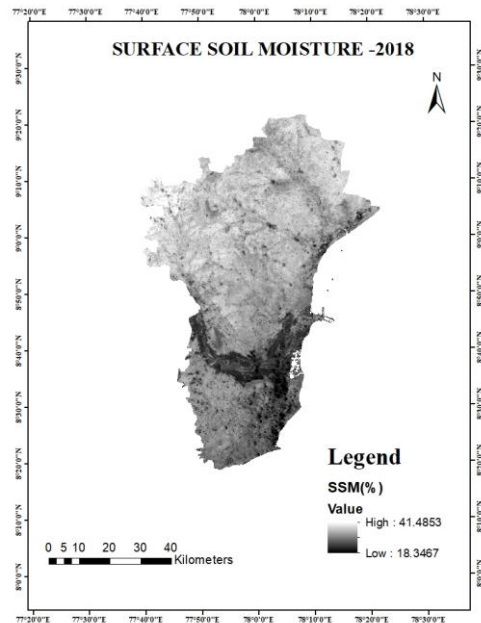 77°20'0"E 77°30'0"E 77°40'0"E 77°50'0"E 78°0'0"E 78°10'0"E 78°20'0"E 78°30'0"E
SURFACE SOIL MOISTURE -2018
N
9°30'0"N
9°20'0"N
9°10'0"N
9°0'0"N
8°50'0"N
8°40'0"N
8°30'0"N
8°20'0"N
8°10'0"N
8°0'0"N
Legend
SSM(%)
Value
High : 41.4853
Low : 18.3467
0 5 10 20 30 40
Kilometers
77°20'0"E 77°30'0"E 77°40'0"E 77°50'0"E 78°0'0"E 78°10'0"E 78°20'0"E 78°30'0"E